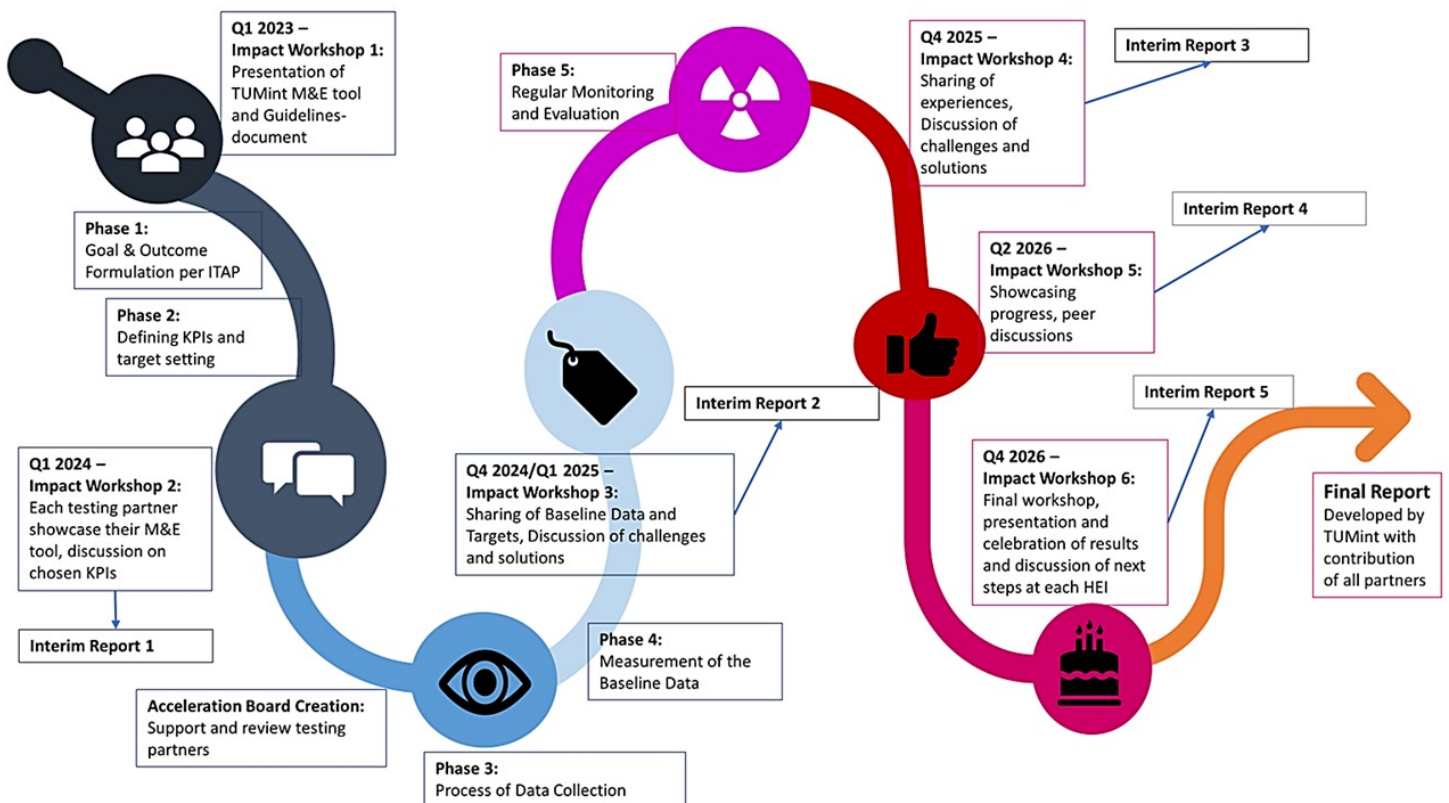 Q1 2023 –
Impact Workshop 1:
Presentation of
TUMint M&E tool
and Guidelines-
document
Phase 1:
Goal & Outcome
Formulation per ITAP
Phase 2:
Defining KPIs and
target setting
Q1 2024 –
Impact Workshop 2:
Each testing partner
showcase their M&E
tool, discussion on
chosen KPIs
Interim Report 1
Acceleration Board Creation:
Support and review testing
partners
Phase 3:
Process of Data Collection
Phase 4:
Measurement of the
Baseline Data
Q4 2024/Q1 2025 –
Impact Workshop 3:
Sharing of Baseline Data and
Targets, Discussion of challenges
and solutions
Interim Report 2
Phase 5:
Regular Monitoring
and Evaluation
Q4 2025 –
Impact Workshop 4:
Sharing of
experiences,
Discussion of
challenges and
solutions
Interim Report 3
Q2 2026 –
Impact Workshop 5:
Showcasing
progress, peer
discussions
Interim Report 4
Q4 2026 –
Impact Workshop 6:
Final workshop,
presentation and
celebration of results
and discussion of next
steps at each HEI
Interim Report 5
Final Report
Developed by
TUMint with
contribution
of all partners